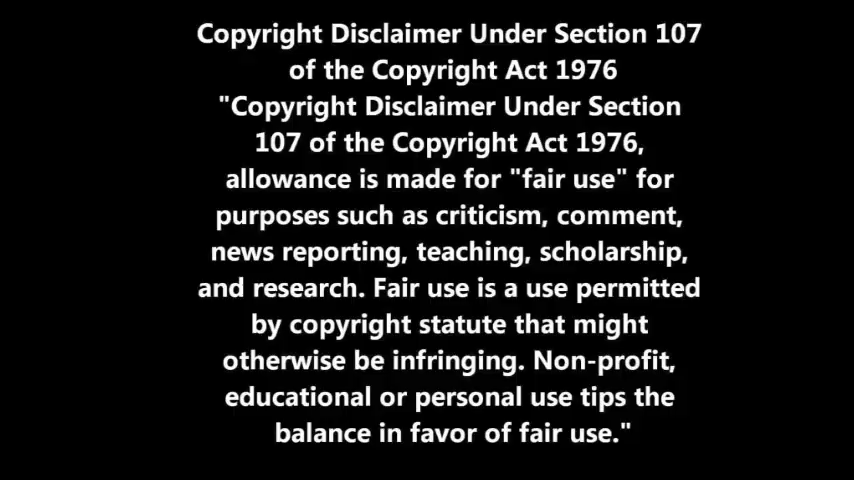 Copyright Disclaimer Under Section 107
of the Copyright Act 1976
"Copyright Disclaimer Under Section
107 of the Copyright Act 1976,
allowance is made for "fair use" for
purposes such as criticism, comment,
news reporting, teaching, scholarship,
and research. Fair use is a use permitted
by copyright statute that might
otherwise be infringing. Non-profit,
educational or personal use tips the
balance in favor of fair use."